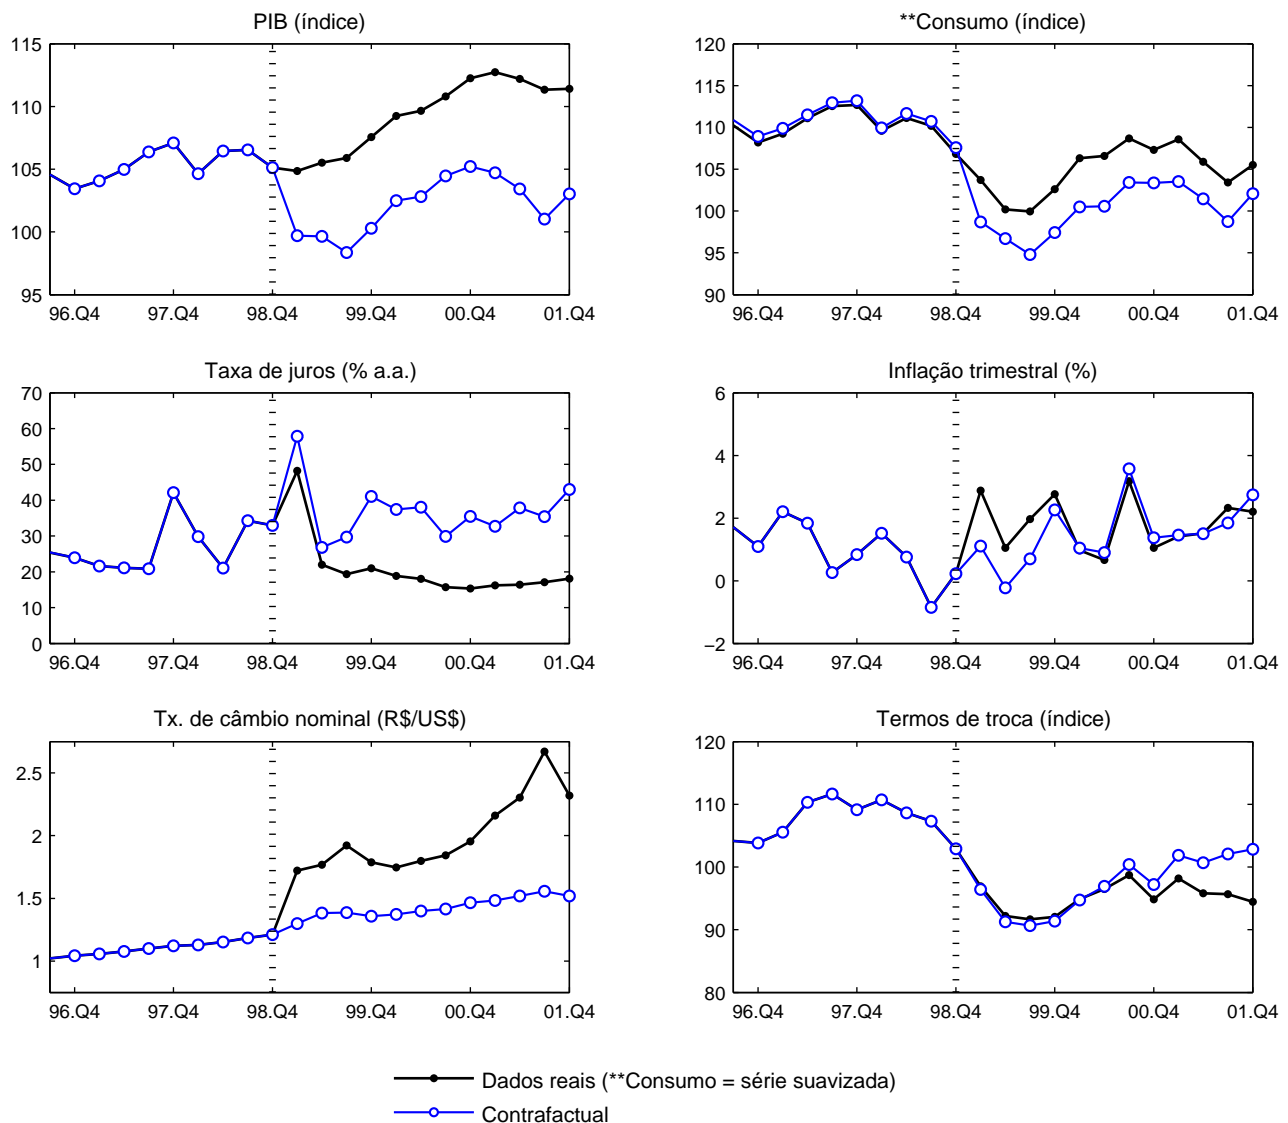 PIB (índice)
115
110
105
100
95
96.Q4 97.Q4 98.Q4 99.Q4 00.Q4 01.Q4
**Consumo (índice)
120
115
110
105
100
95
90
96.Q4 97.Q4 98.Q4 99.Q4 00.Q4 01.Q4
Taxa de juros (% a.a.)
70
60
50
40
30
20
10
0
96.Q4 97.Q4 98.Q4 99.Q4 00.Q4 01.Q4
Inflação trimestral (%)
6
4
2
0
−2
96.Q4 97.Q4 98.Q4 99.Q4 00.Q4 01.Q4
Tx. de câmbio nominal (R$/US$)
2.5
2
1.5
1
96.Q4 97.Q4 98.Q4 99.Q4 00.Q4 01.Q4
Termos de troca (índice)
120
110
100
90
80
96.Q4 97.Q4 98.Q4 99.Q4 00.Q4 01.Q4
Dados reais (**Consumo = série suavizada)
Contrafactual